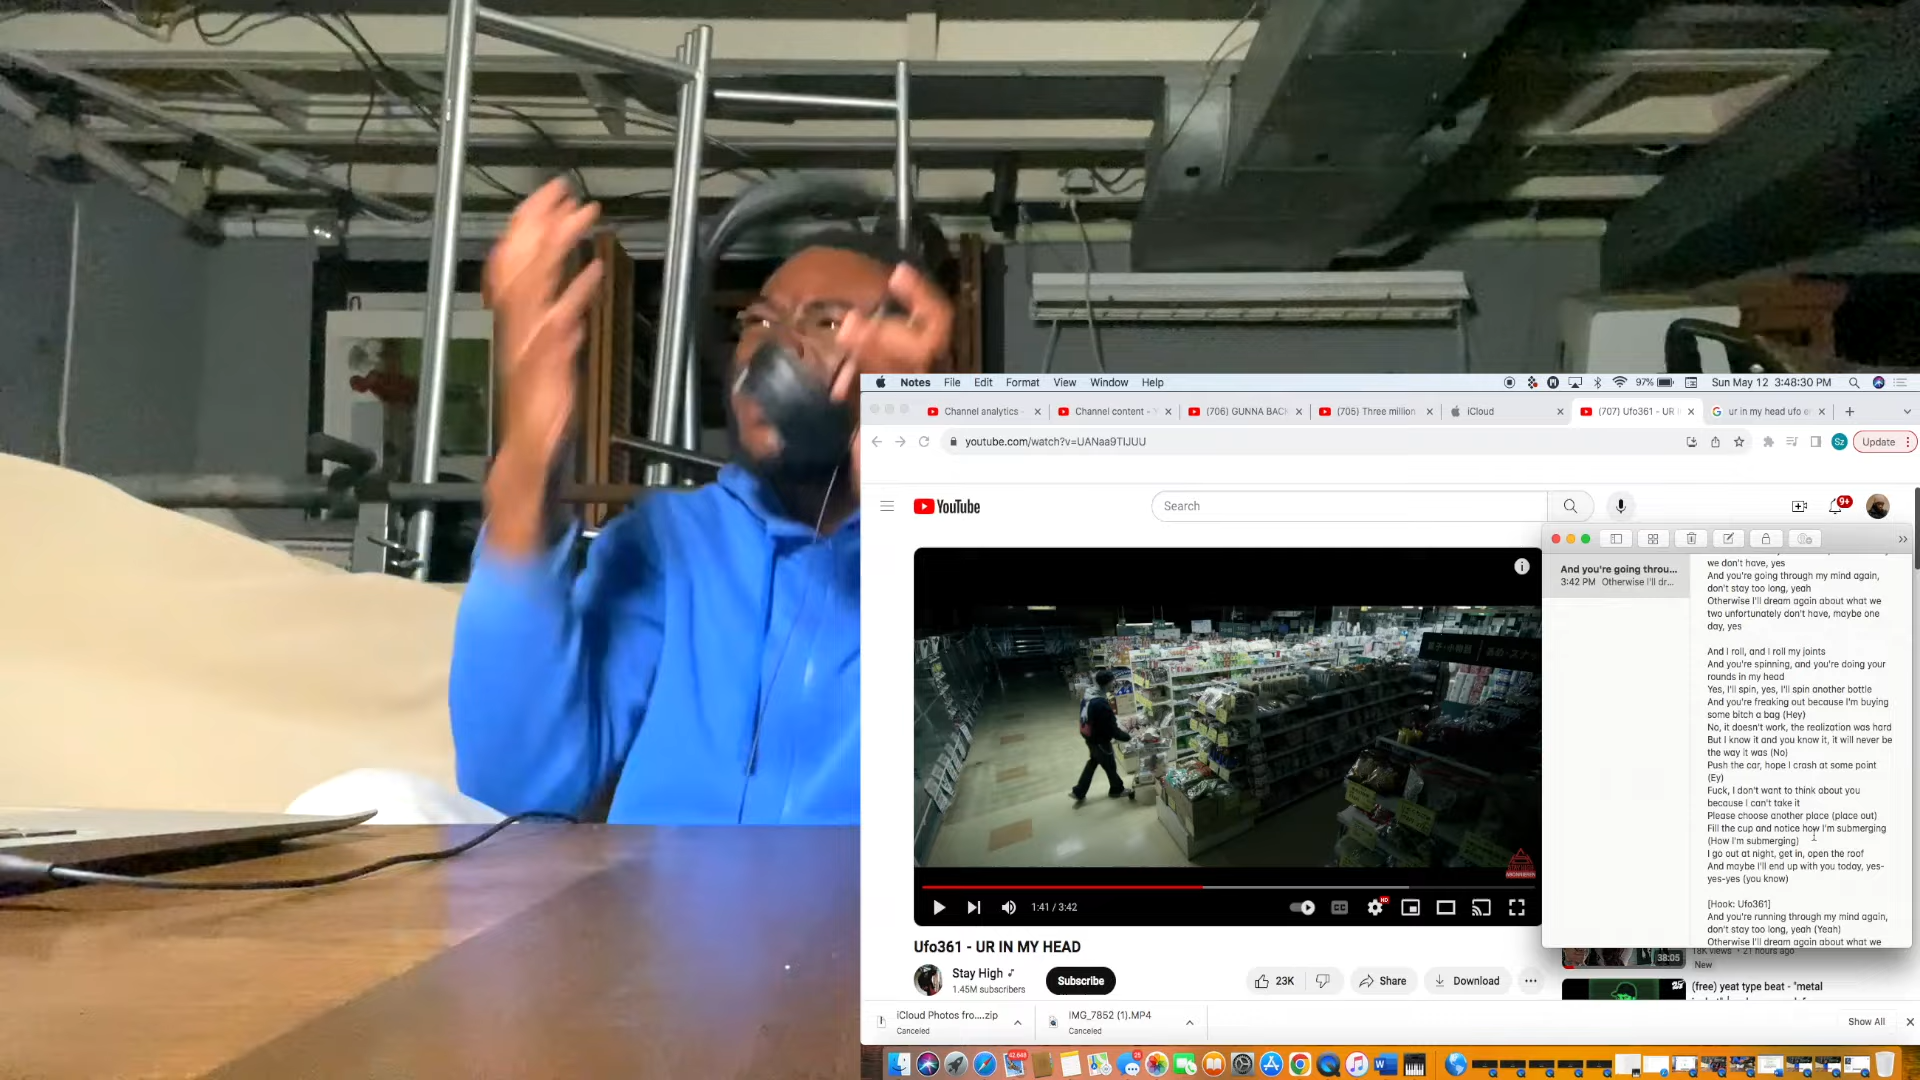 Notes File Edit Format View Window Help
97% Sun May 12 3:48:30 PM
Channel analytics
Channel content -
(706) GUNNA BAC
(705) Three million
iCloud
(707) Ufo361 - UR I
ur in my head ufo e
youtube.com/watch?v=UANaa9TIJUU
Sz
Update
YouTube
Search
9+
And you're going throu...
3:42 PM Otherwise I'll dr...
we don't have, yes
And you're going through my mind again,
don't stay too long, yeah
Otherwise I'll dream again about what we
two unfortunately don't have, maybe one
day, yes
And I roll, and I roll my joints
And you're spinning, and you're doing your
rounds in my head
Yes, I'll spin, yes, I'll spin another bottle
And you're freaking out because I'm buying
some bitch a bag (Hey)
No, it doesn't work, the realization was hard
But I know it and you know it, it will never be
the way it was (No)
Push the car, hope I crash at some point
(Ey)
Fuck, I don't want to think about you
because I can't take it
Please choose another place (place out)
Fill the cup and notice how I'm submerging
(How I'm submerging)
I go out at night, get in, open the roof
And maybe I'll end up with you today, yes-
yes-yes (you know)
[Hook: Ufo361]
And you're running through my mind again,
don't stay too long, yeah (Yeah)
Otherwise I'll dream again about what we
1:41 / 3:42
HD
Ufo361 - UR IN MY HEAD
Stay High
1.45M subscribers
Subscribe
23K
Share
Download
18K views • 21 hours ago
38:05
New
(free) yeat type beat - "metal
iCloud Photos fro....zip
Canceled
IMG_7852 (1).MP4
Canceled
Show All